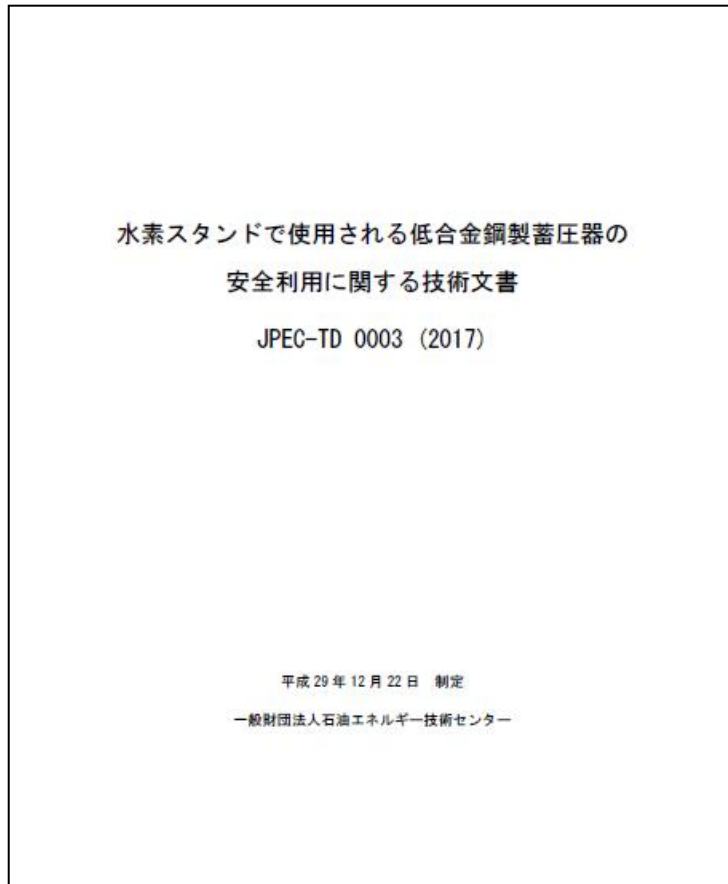 水素スタンドで使用される低合金鋼製蓄圧器の
安全利用に関する技術文書
JPEC-TD 0003 (2017)
平成29年12月22日　制定
一般財団法人石油エネルギー技術センター